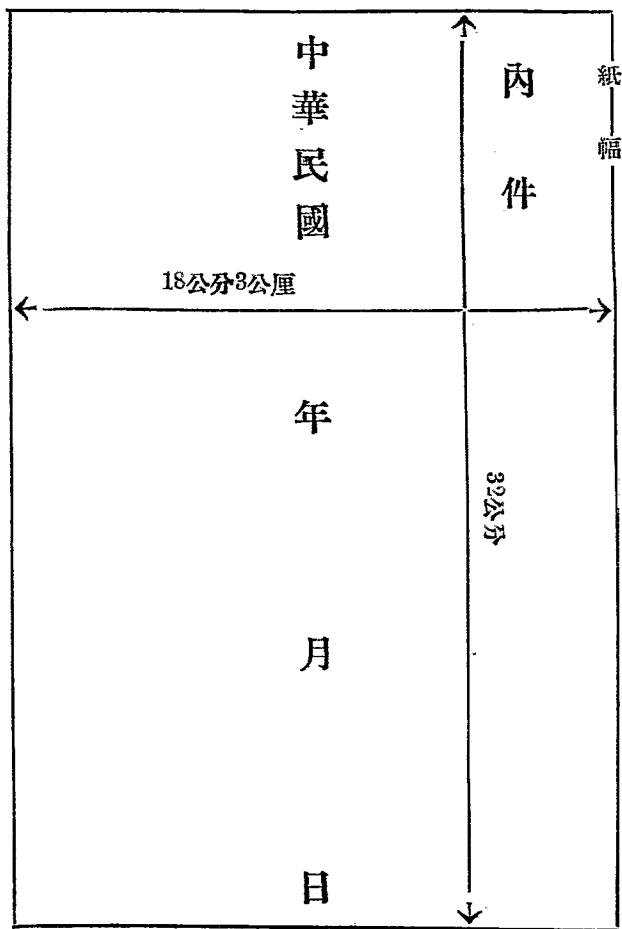 紙幅
內件
32公分
中華民國 年 月 日
18公分3公厘